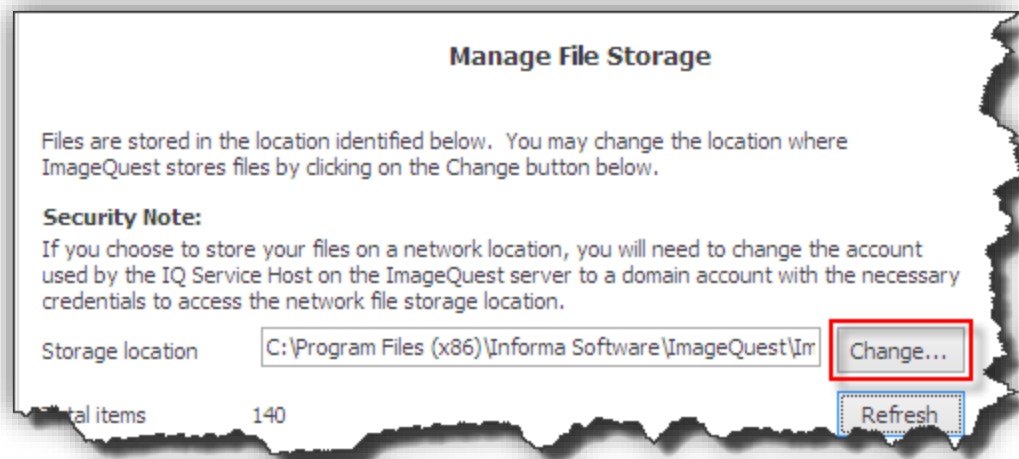 Manage File Storage
Files are stored in the location identified below.  You may change the location where
ImageQuest stores files by clicking on the Change button below.
Security Note:
If you choose to store your files on a network location, you will need to change the account
used by the IQ Service Host on the ImageQuest server to a domain account with the necessary
credentials to access the network file storage location.
Storage location C:\Program Files (x86)\Informa Software\ImageQuest\Im Change...
items 140 Refresh